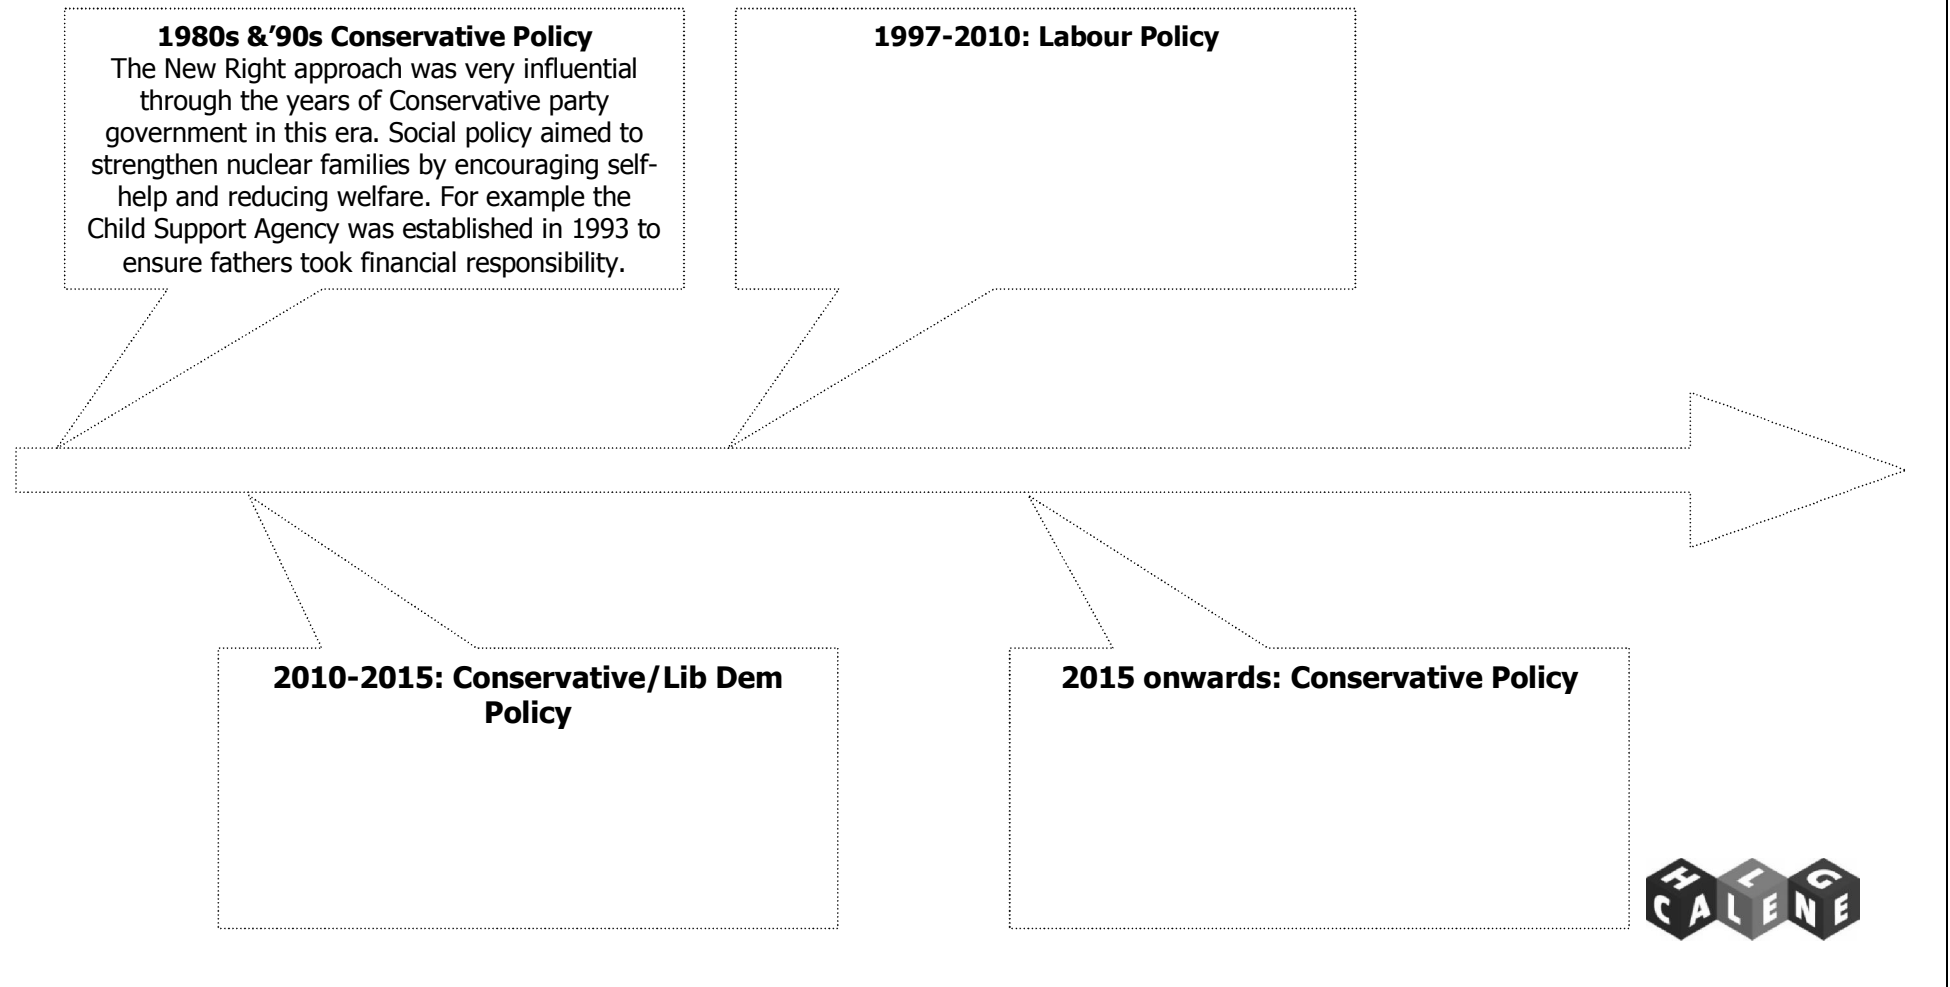 1980s &’90s Conservative Policy
The New Right approach was very influential
through the years of Conservative party
government in this era. Social policy aimed to
strengthen nuclear families by encouraging self-
help and reducing welfare. For example the
Child Support Agency was established in 1993 to
ensure fathers took financial responsibility.
1997-2010: Labour Policy
2010-2015: Conservative/Lib Dem
Policy
2015 onwards: Conservative Policy
CHALLENGE